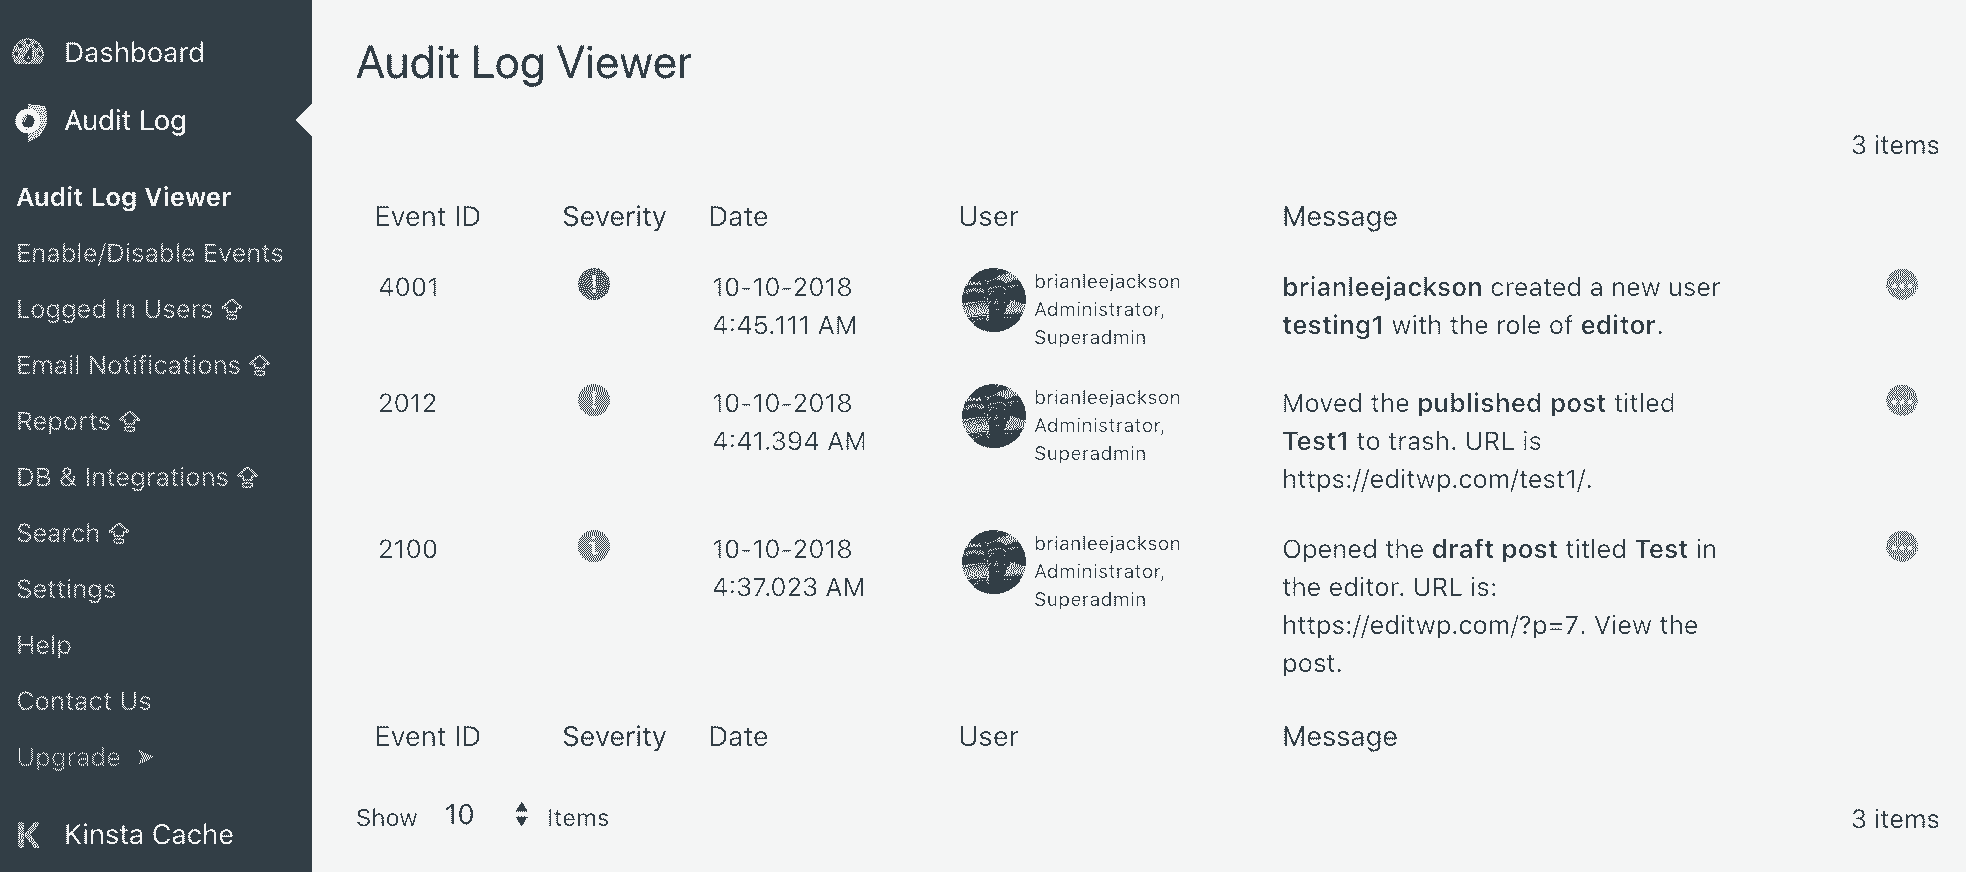 Dashboard
Audit Log
Audit Log Viewer
Enable/Disable Events
Logged In Users
Email Notifications
Reports
DB & Integrations
Search
Settings
Help
Contact Us
Upgrade
Kinsta Cache
Audit Log Viewer
3 items
Event ID Severity Date User Message
4001
10-10-2018
4:45.111 AM
brianleejackson
Administrator,
Superadmin
brianleejackson created a new user
testing1 with the role of editor.
2012
10-10-2018
4:41.394 AM
brianleejackson
Administrator,
Superadmin
Moved the published post titled
Test1 to trash. URL is
https://editwp.com/test1/.
2100
10-10-2018
4:37.023 AM
brianleejackson
Administrator,
Superadmin
Opened the draft post titled Test in
the editor. URL is:
https://editwp.com/?p=7. View the
post.
Event ID Severity Date User Message
Show 10 Items
3 items